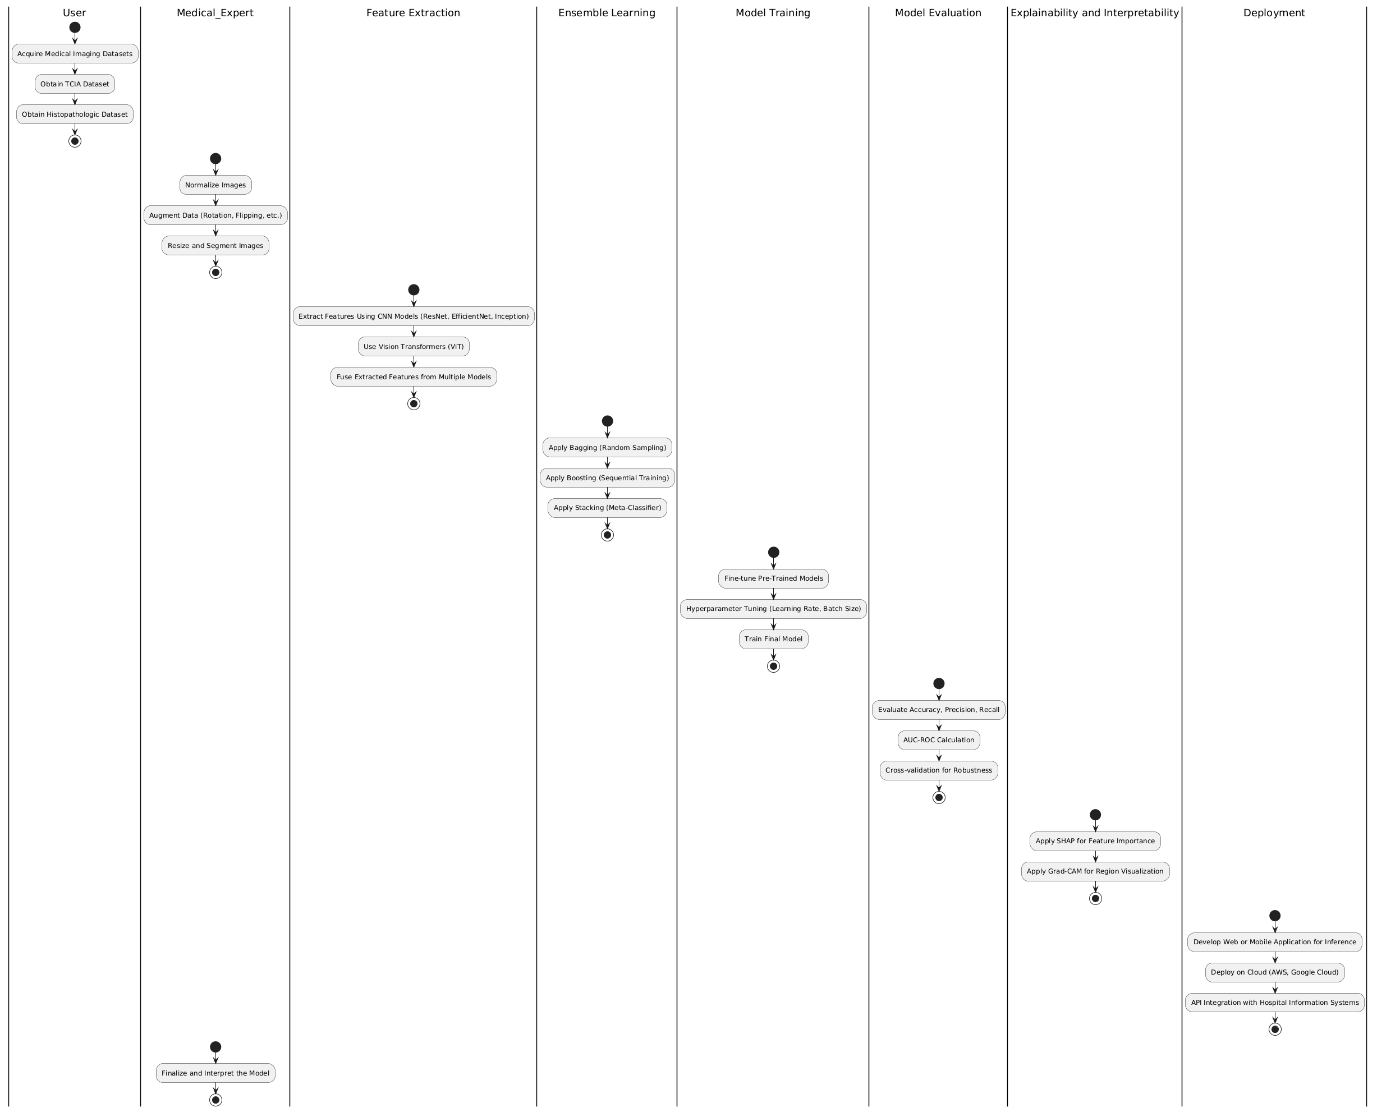 User
Medical_Expert
Feature Extraction
Ensemble Learning
Model Training
Model Evaluation
Explainability and Interpretability
Deployment
Acquire Medical Imaging Datasets
Obtain TCIA Dataset
Obtain Histopathologic Dataset
Normalize Images
Augment Data (Rotation, Flipping, etc.)
Resize and Segment Images
Extract Features Using CNN Models (ResNet, EfficientNet, Inception)
Use Vision Transformers (ViT)
Fuse Extracted Features from Multiple Models
Apply Bagging (Random Sampling)
Apply Boosting (Sequential Training)
Apply Stacking (Meta-Classifier)
Fine-tune Pre-Trained Models
Hyperparameter Tuning (Learning Rate, Batch Size)
Train Final Model
Evaluate Accuracy, Precision, Recall
AUC-ROC Calculation
Cross-validation for Robustness
Apply SHAP for Feature Importance
Apply Grad-CAM for Region Visualization
Develop Web or Mobile Application for Inference
Deploy on Cloud (AWS, Google Cloud)
API Integration with Hospital Information Systems
Finalize and Interpret the Model